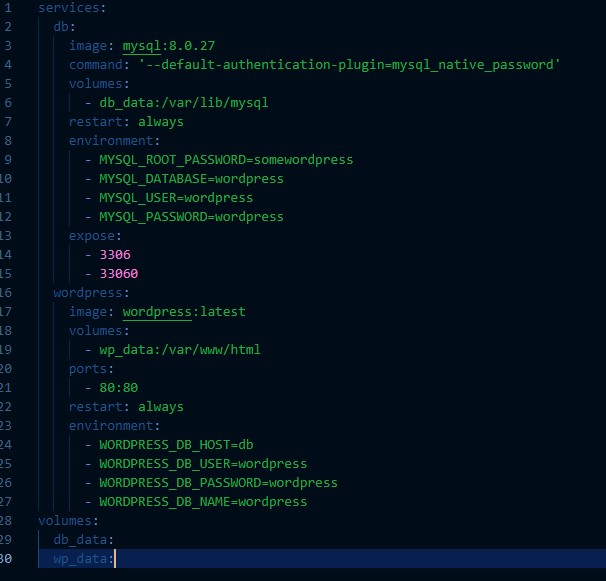 1 services:
2   db:
3     image: mysql:8.0.27
4     command: '--default-authentication-plugin=mysql_native_password'
5     volumes:
6       - db_data:/var/lib/mysql
7     restart: always
8     environment:
9       - MYSQL_ROOT_PASSWORD=somewordpress
10       - MYSQL_DATABASE=wordpress
11       - MYSQL_USER=wordpress
12       - MYSQL_PASSWORD=wordpress
13     expose:
14       - 3306
15       - 33060
16   wordpress:
17     image: wordpress:latest
18     volumes:
19       - wp_data:/var/www/html
20     ports:
21       - 80:80
22     restart: always
23     environment:
24       - WORDPRESS_DB_HOST=db
25       - WORDPRESS_DB_USER=wordpress
26       - WORDPRESS_DB_PASSWORD=wordpress
27       - WORDPRESS_DB_NAME=wordpress
28 volumes:
29   db_data:
30   wp_data: